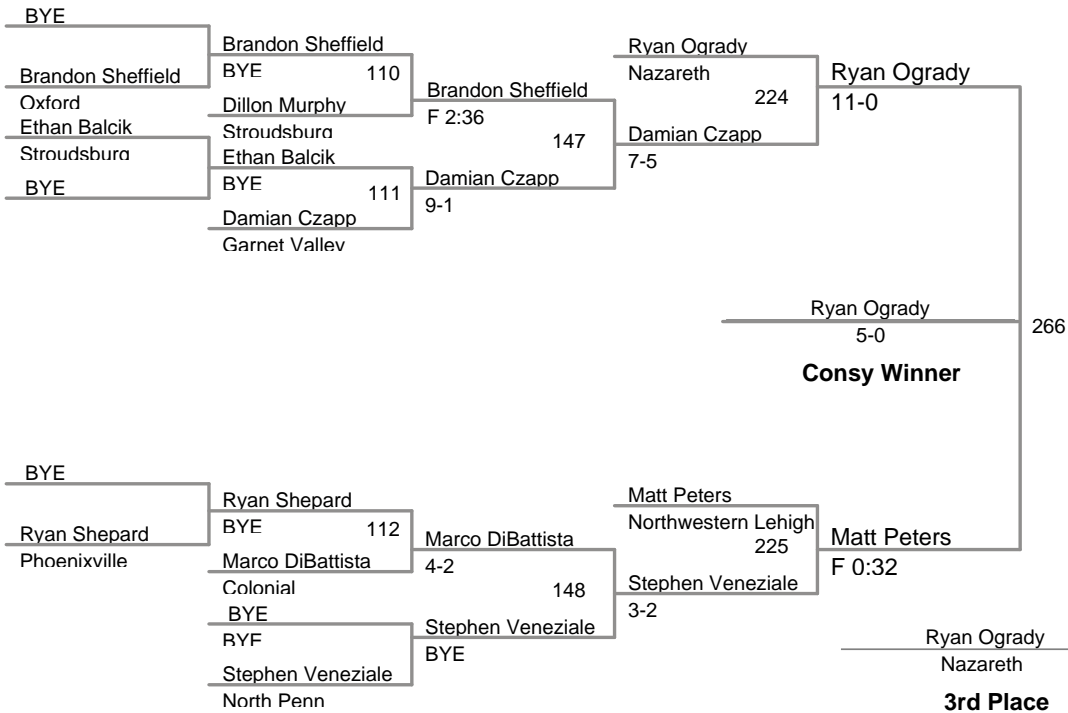 BYE
Brandon Sheffield
Oxford
Ethan Balcik
Stroudsburg
BYE
Brandon Sheffield
BYE
110
Dillon Murphy
Stroudsburg
Ethan Balcik
BYE
111
Damian Czapp
Garnet Valley
Brandon Sheffield
F 2:36
147
Damian Czapp
9-1
Ryan Ogrady
Nazareth
224
Damian Czapp
7-5
Ryan Ogrady
11-0
Ryan Ogrady
5-0
Consy Winner
266
BYE
Ryan Shepard
Phoenixville
Ryan Shepard
BYE
112
Marco DiBattista
Colonial
BYE
BYE
Stephen Veneziale
North Penn
Marco DiBattista
4-2
148
Stephen Veneziale
BYE
Matt Peters
Northwestern Lehigh
225
Stephen Veneziale
3-2
Matt Peters
F 0:32
Ryan Ogrady
Nazareth
3rd Place